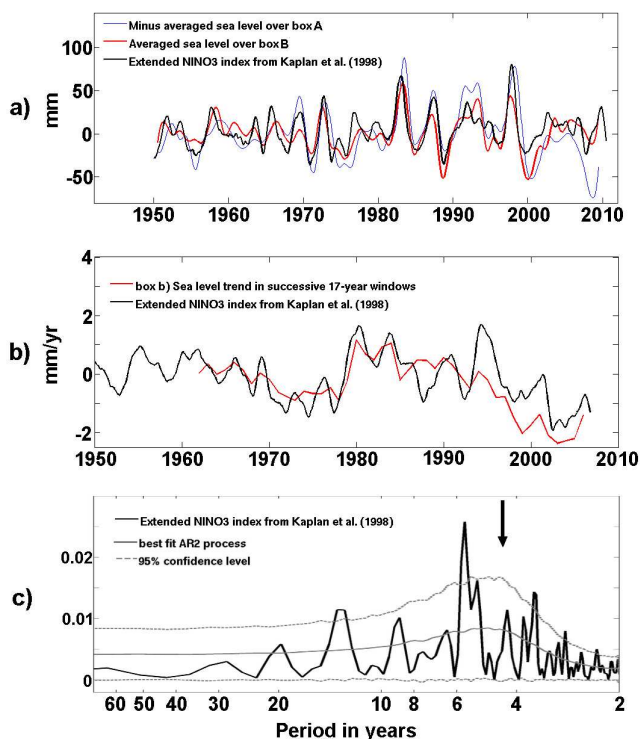 Minus averaged sea level over box A
Averaged sea level over box B
Extended NINO3 index from Kaplan et al. (1998)
a)
mm
100
50
0
-50
1950 1960 1970 1980 1990 2000 2010
box b) Sea level trend in successive 17-year windows
Extended NINO3 index from Kaplan et al. (1998)
b)
mm/yr
4
2
0
-2
1950 1960 1970 1980 1990 2000 2010
Extended NINO3 index from Kaplan et al. (1998)
best fit AR2 process
95% confidence level
c)
0.02
0.01
0
60 50 40 30 20 10 8 6 4 2
Period in years